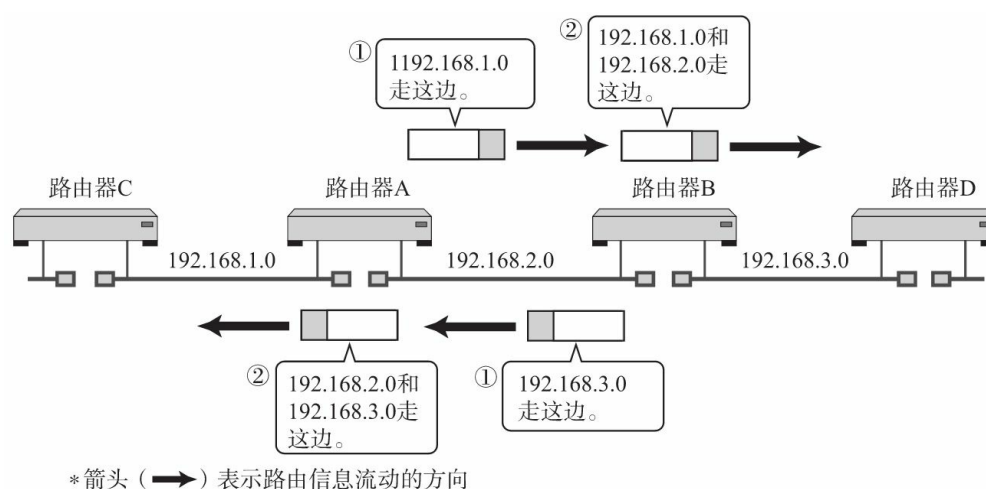 ①
1192.168.1.0
走这边。
②
192.168.1.0和
192.168.2.0走
这边。
路由器C
路由器A
路由器B
路由器D
192.168.1.0
192.168.2.0
192.168.3.0
②
192.168.2.0和
192.168.3.0走
这边。
①
192.168.3.0
走这边。
*箭头（ ）表示路由信息流动的方向